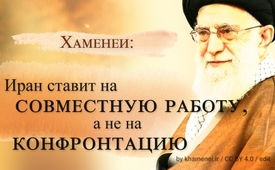 Хаменеи:
Иран ставит на
совместную работу,
а не на
конфронтацию
by khamenei.ir / CC BY 4.0 / edit